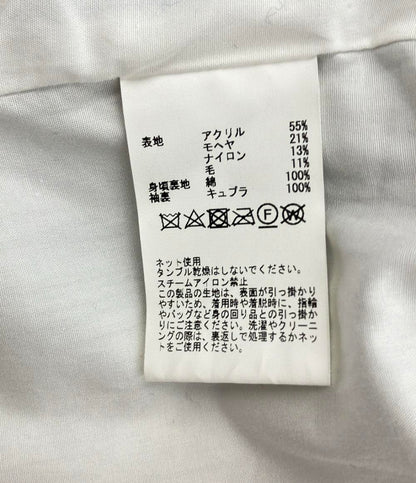 表地 アクリル 55%
モヘヤ 21%
ナイロン 13%
毛 11%
身頃裏地 綿 100%
袖裏 キュプラ 100%
F W
ネット使用
タンブル乾燥はしないでください。
スチームアイロン禁止
この製品の生地は、表面が引っ掛かり
やすいため、着用時や着脱時に、指輪
やバッグなど身の回り品との引っ掛か
りにご注意ください。洗濯やクリーニ
ングの際は、裏返しで処理するかネッ
トをご使用ください。